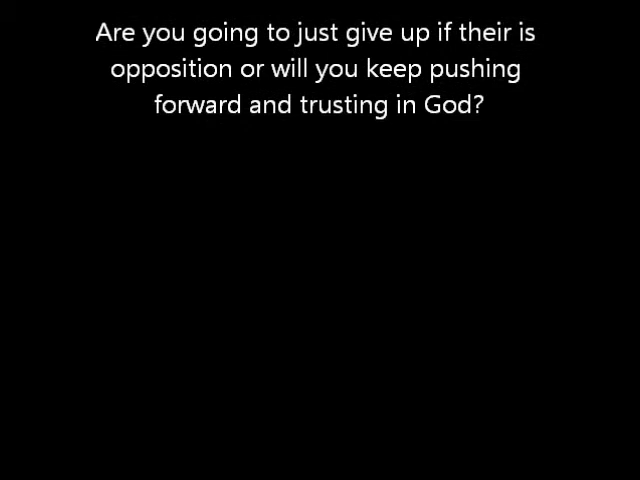 Are you going to just give up if their is
opposition or will you keep pushing
forward and trusting in God?